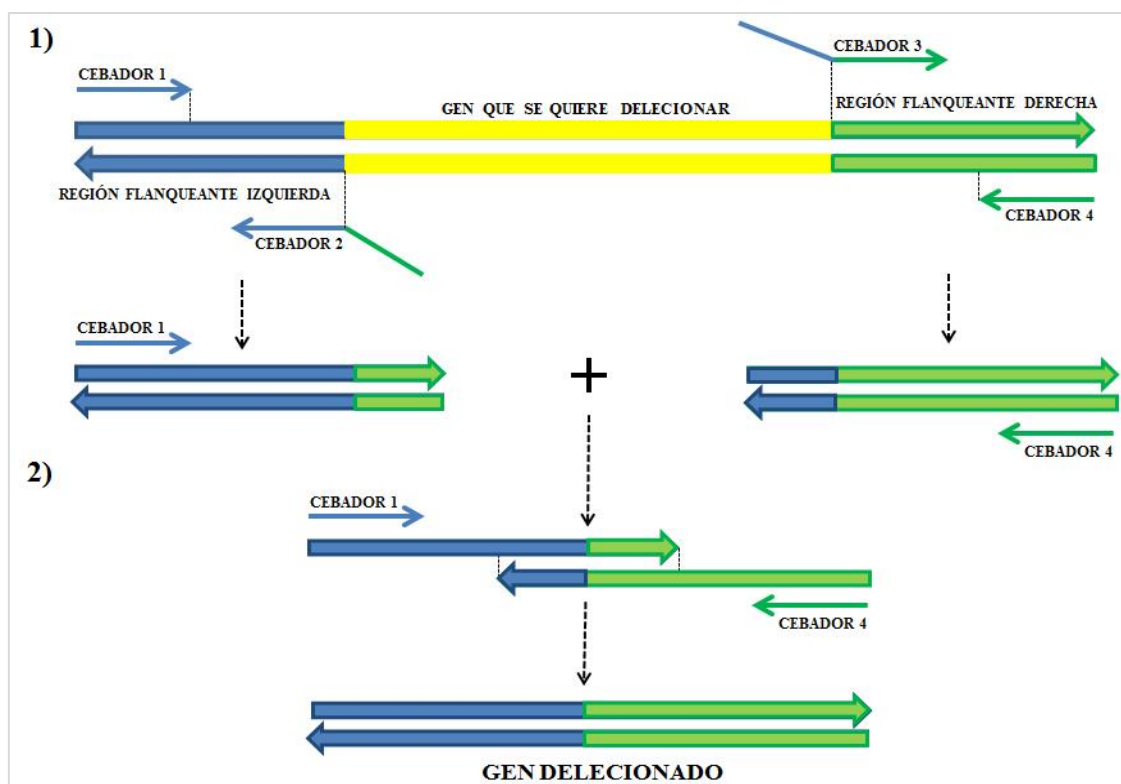 1)
CEBADOR 1
CEBADOR 3
GEN QUE SE QUIERE DELECIONAR
REGIÓN FLANQUEANTE DERECHA
REGIÓN FLANQUEANTE IZQUIERDA
CEBADOR 2
CEBADOR 4
CEBADOR 1
+
CEBADOR 4
2)
CEBADOR 1
CEBADOR 4
GEN DELECIONADO